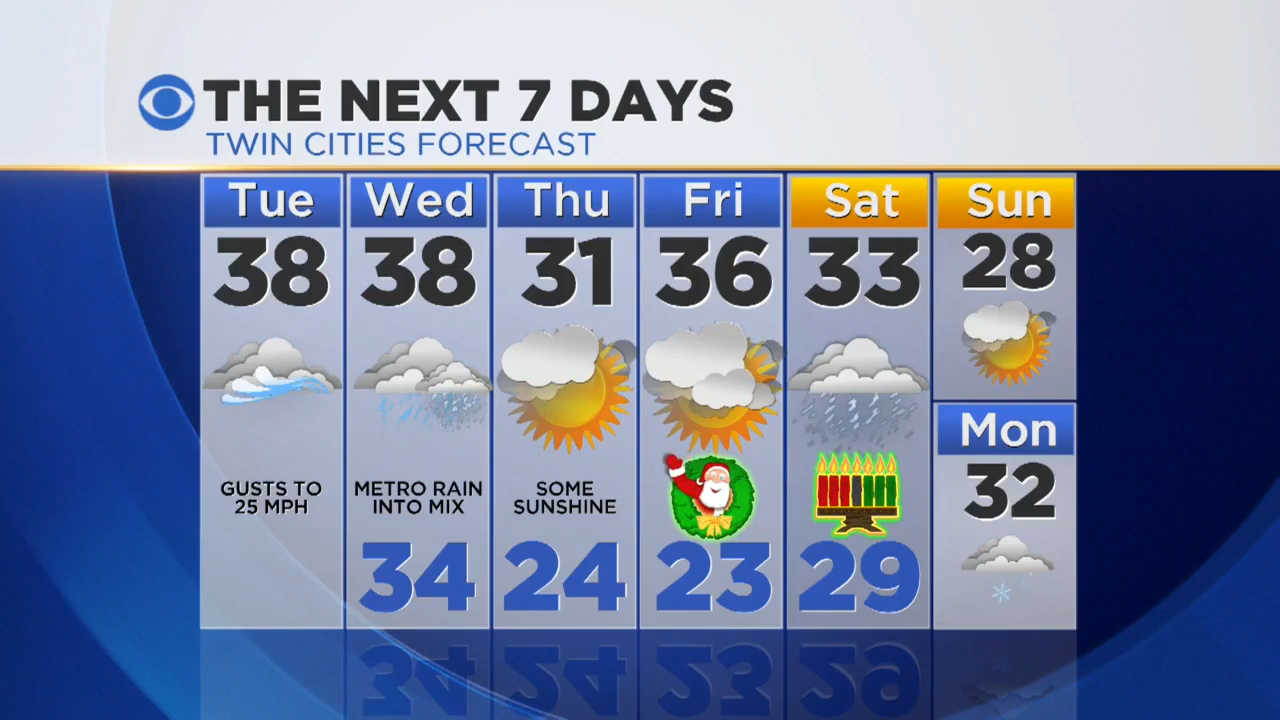 THE NEXT 7 DAYS
TWIN CITIES FORECAST
Tue
38
GUSTS TO
25 MPH
Wed
38
METRO RAIN
INTO MIX
34
Thu
31
SOME
SUNSHINE
24
Fri
36
23
Sat
33
29
Sun
28
Mon
32